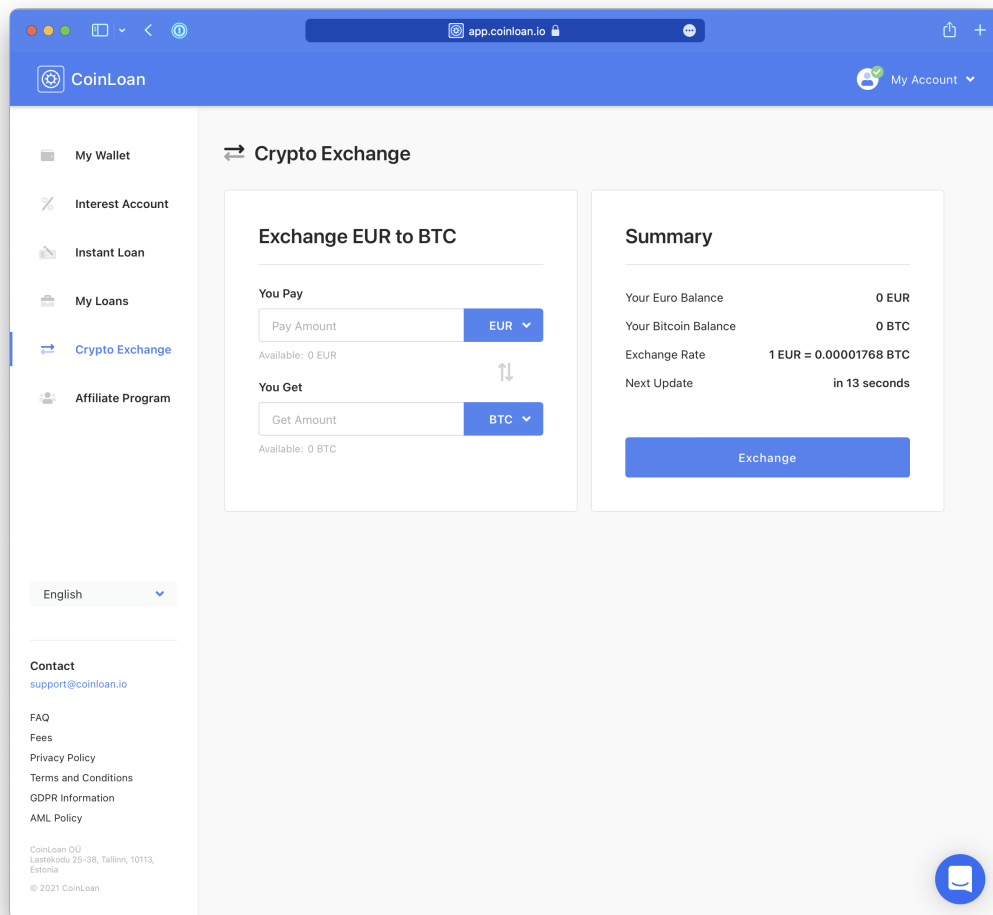 app.coinloan.io
CoinLoan
My Account
My Wallet
Interest Account
Instant Loan
My Loans
Crypto Exchange
Affiliate Program
English
Contact
support@coinloan.io
FAQ
Fees
Privacy Policy
Terms and Conditions
GDPR Information
AML Policy
CoinLoan OÜ
Lastekodu 25-38, Tallinn, 10113,
Estonia
© 2021 CoinLoan
Crypto Exchange
Exchange EUR to BTC
You Pay
Pay Amount EUR
Available: 0 EUR
You Get
Get Amount BTC
Available: 0 BTC
Summary
Your Euro Balance 0 EUR
Your Bitcoin Balance 0 BTC
Exchange Rate 1 EUR = 0.00001768 BTC
Next Update in 13 seconds
Exchange